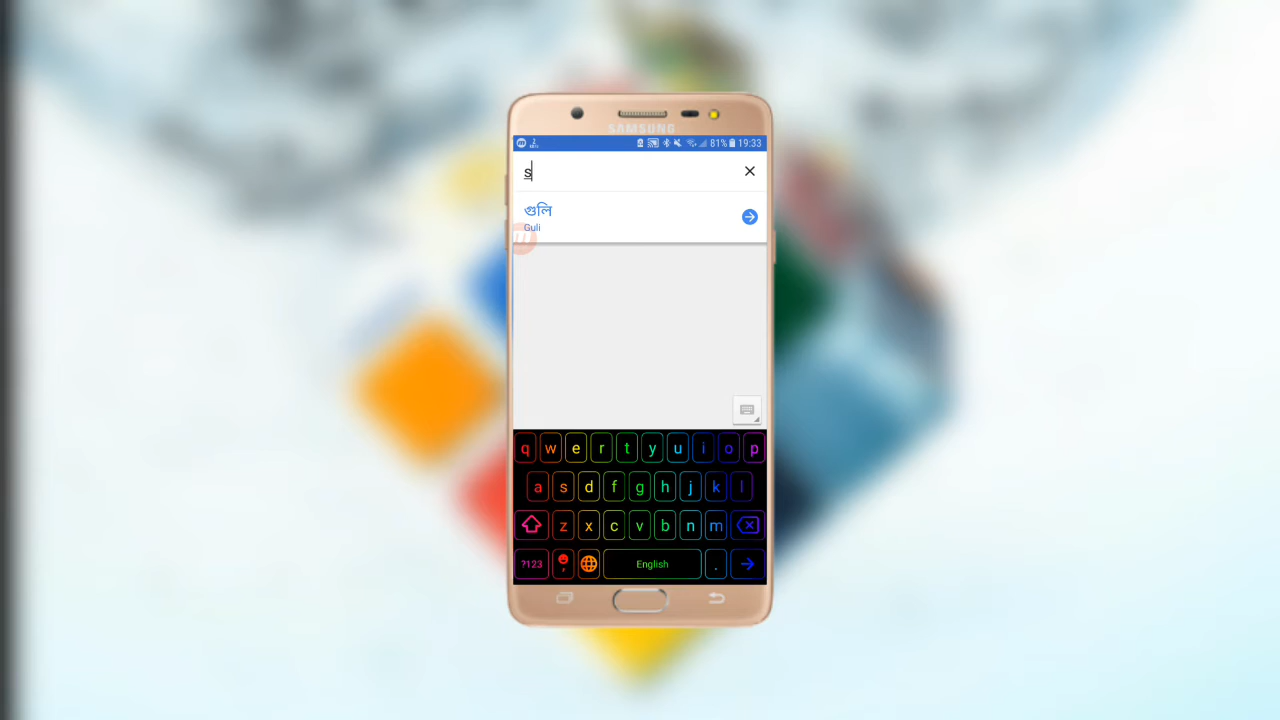 SAMSUNG
81% 19:33
s
গুলি
Guli
q w e r t y u i o p
a s d f g h j k l
z x c v b n m
?123 , English .